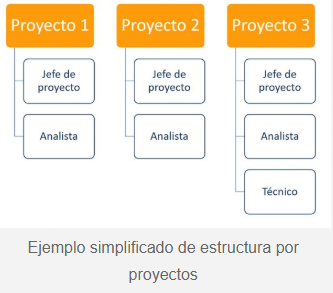 Proyecto 1
Proyecto 2
Proyecto 3
Jefe de
proyecto
Jefe de
proyecto
Jefe de
proyecto
Analista
Analista
Analista
Técnico
Ejemplo simplificado de estructura por
proyectos